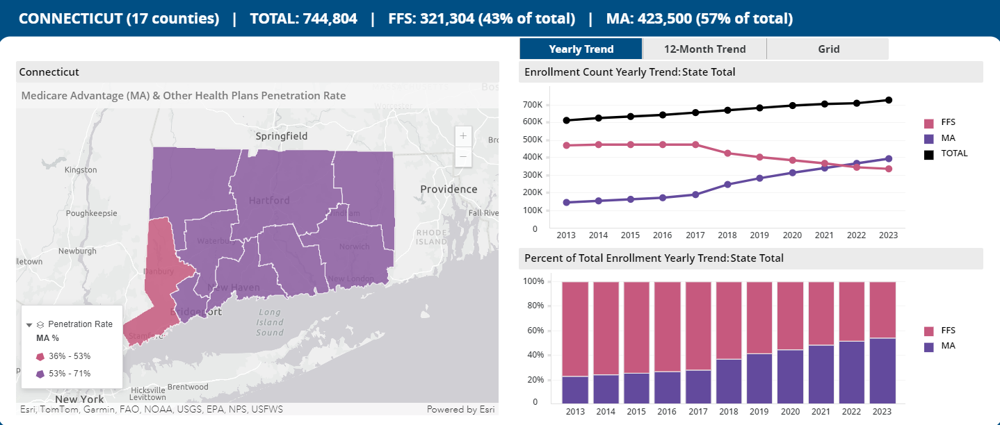 CONNECTICUT (17 counties) | TOTAL: 744,804 | FFS: 321,304 (43% of total) | MA: 423,500 (57% of total)
Yearly Trend
12-Month Trend
Grid
Connecticut
Medicare Advantage (MA) & Other Health Plans Penetration Rate
MASSACHUSETTS
Worcester
Springfield
+
−
Kingston
Providence
Hartford
Poughkeepsie
Windham
Fall Rive
RHODE
ISLAND
Waterbury
Norwich
Newburgh
lletown
Danbury
New London
New Haven
Bridgeport
Long
Island
Sound
Stamford
Penetration Rate
MA %
36% - 53%
53% - 71%
Hicksville
Brentwood
Levittown
New York
Esri, TomTom, Garmin, FAO, NOAA, USGS, EPA, NPS, USFWS
Powered by Esri
Enrollment Count Yearly Trend: State Total
700K
600K
500K
400K
300K
200K
100K
0
2013 2014 2015 2016 2017 2018 2019 2020 2021 2022 2023
FFS
MA
TOTAL
Percent of Total Enrollment Yearly Trend: State Total
100%
80%
60%
40%
20%
0
2013 2014 2015 2016 2017 2018 2019 2020 2021 2022 2023
FFS
MA